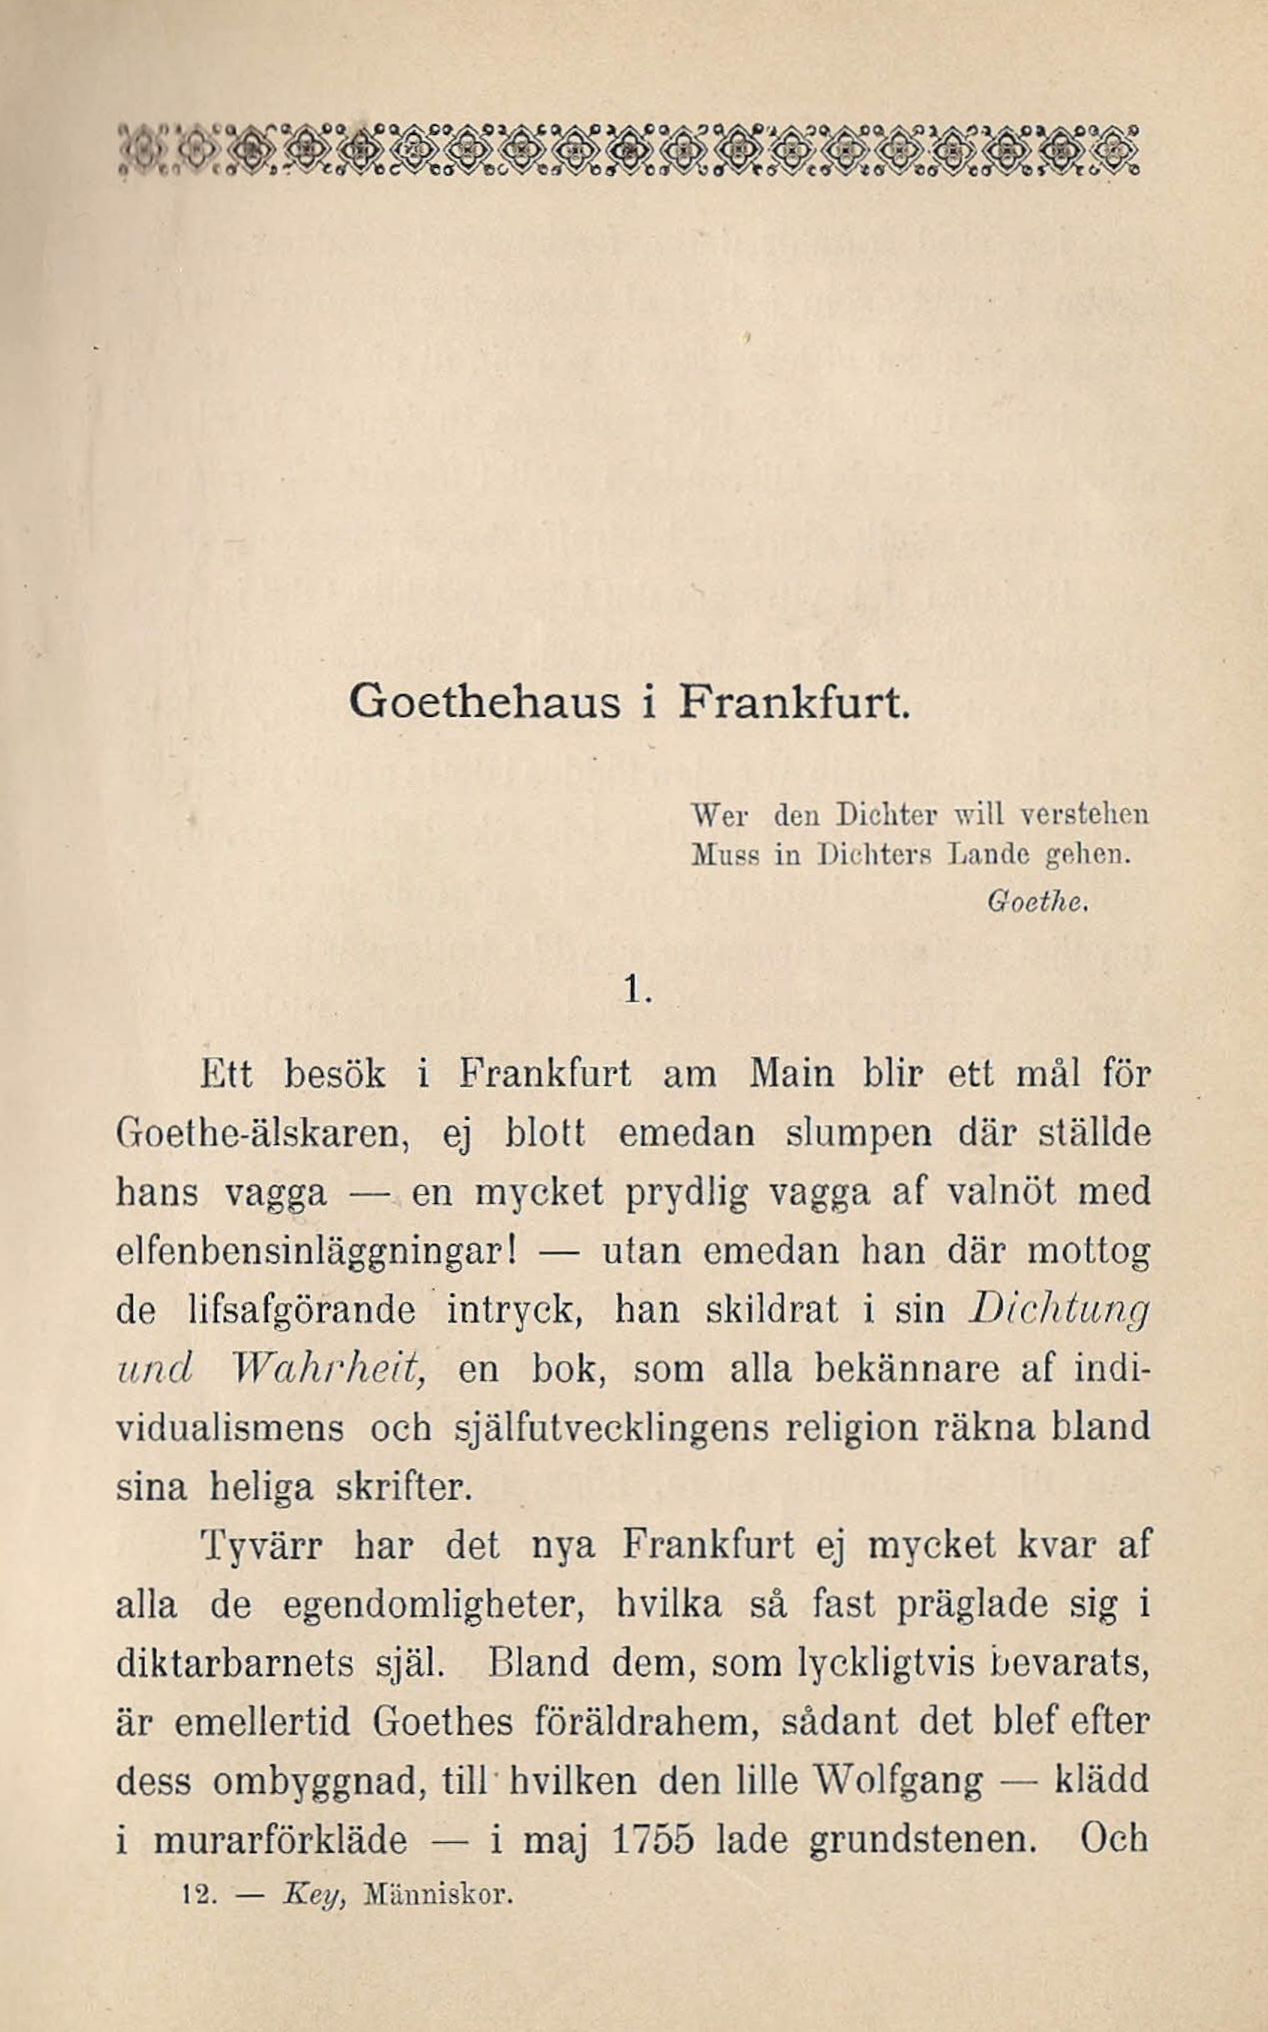 Goethehaus i Frankfurt.
Wer den Dichter will verstehen
Muss in Dichters Lande gehen.
Goethe.
1.
Ett besök i Frankfurt am Main blir ett mål för
Goethe-älskaren, ej blott emedan slumpen där ställde
hans vagga — en mycket prydlig vagga af valnöt med
elfenbensinläggningar! — utan emedan han där mottog
de lifsafgörande intryck, han skildrat i sin Dichtung
und Wahrheit, en bok, som alla bekännare af indi-
vidualismens och själfutvecklingens religion räkna bland
sina heliga skrifter.
Tyvärr har det nya Frankfurt ej mycket kvar af
alla de egendomligheter, hvilka så fast präglade sig i
diktarbarnets själ. Bland dem, som lyckligtvis bevarats,
är emellertid Goethes föräldrahem, sådant det blef efter
dess ombyggnad, till hvilken den lille Wolfgang — klädd
i murarförkläde — i maj 1755 lade grundstenen. Och
12. — Key, Människor.